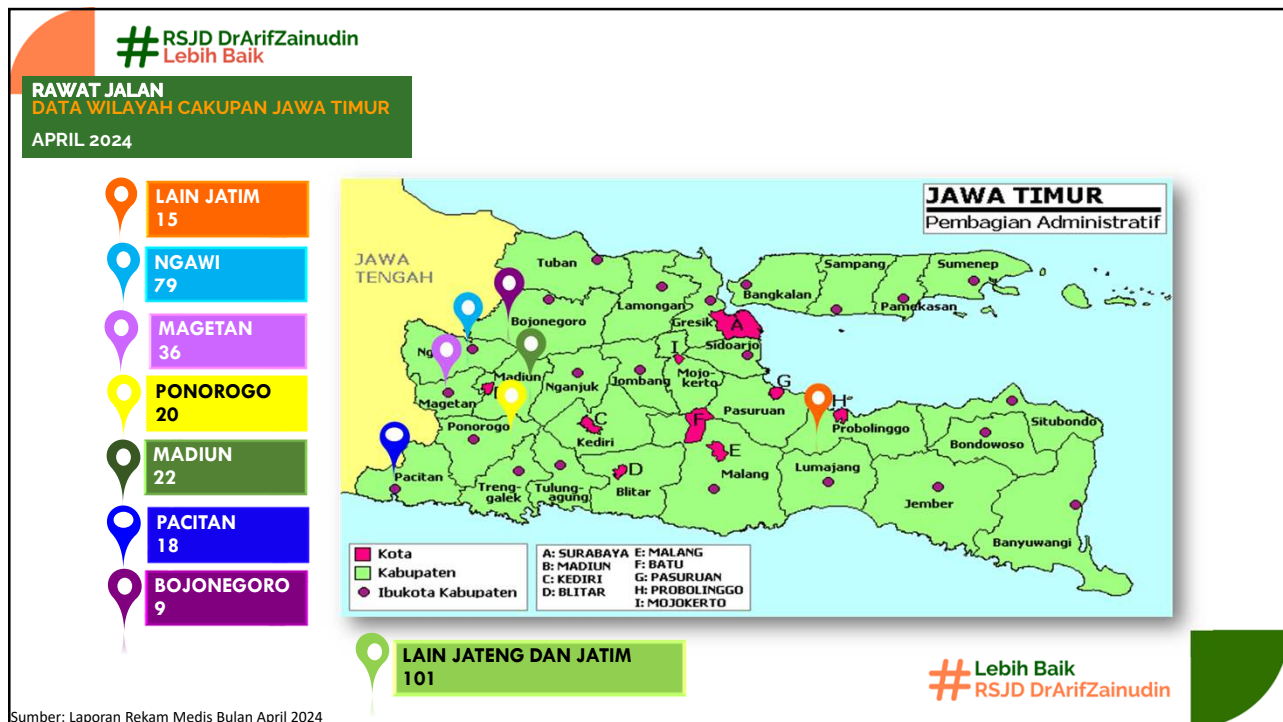 RSJD DrArifZainudin
Lebih Baik
RAWAT JALAN
DATA WILAYAH CAKUPAN JAWA TIMUR
APRIL 2024
LAIN JATIM
15
NGAWI
79
MAGETAN
36
PONOROGO
20
MADIUN
22
PACITAN
18
BOJONEGORO
9
JAWA TIMUR
Pembagian Administratif
JAWA
TENGAH
Tuban
Lamongan
Bojonegoro
Gresik
A
Bangkalan
Sampang
Pamekasan
Sumenep
Sidoarjo
I
Mojo-
kerto
Jombang
Nganjuk
Madiun
Magetan
Ponorogo
Pacitan
Treng-
galek
Tulung-
agung
C
Kediri
D
Blitar
F
E
Malang
G
Pasuruan
H
Probolinggo
Lumajang
Jember
Bondowoso
Situbondo
Banyuwangi
Kota
Kabupaten
Ibukota Kabupaten
A: SURABAYA
B: MADIUN
C: KEDIRI
D: BLITAR
E: MALANG
F: BATU
G: PASURUAN
H: PROBOLINGGO
I: MOJOKERTO
LAIN JATENG DAN JATIM
101
Lebih Baik
RSJD DrArifZainudin
Sumber: Laporan Rekam Medis Bulan April 2024